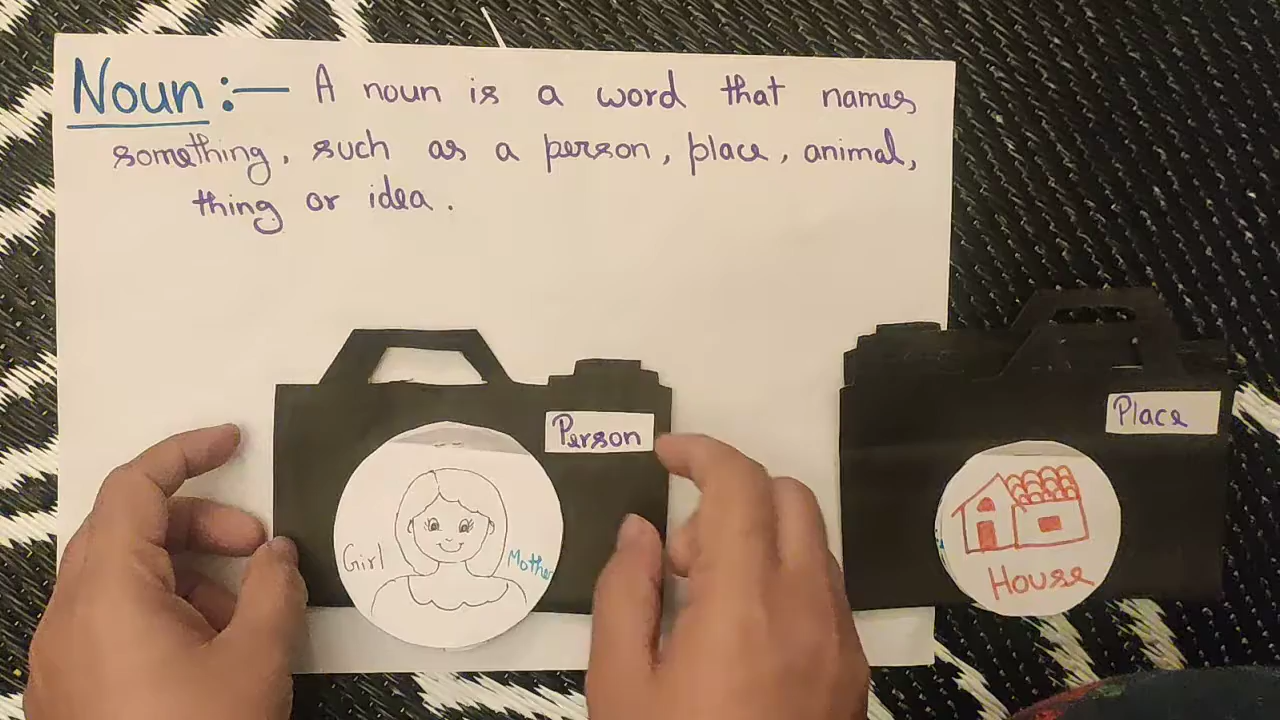 Noun:— A noun is a word that names
something, such as a person, place, animal,
thing or idea.
Person
Place
Girl
Mother
House